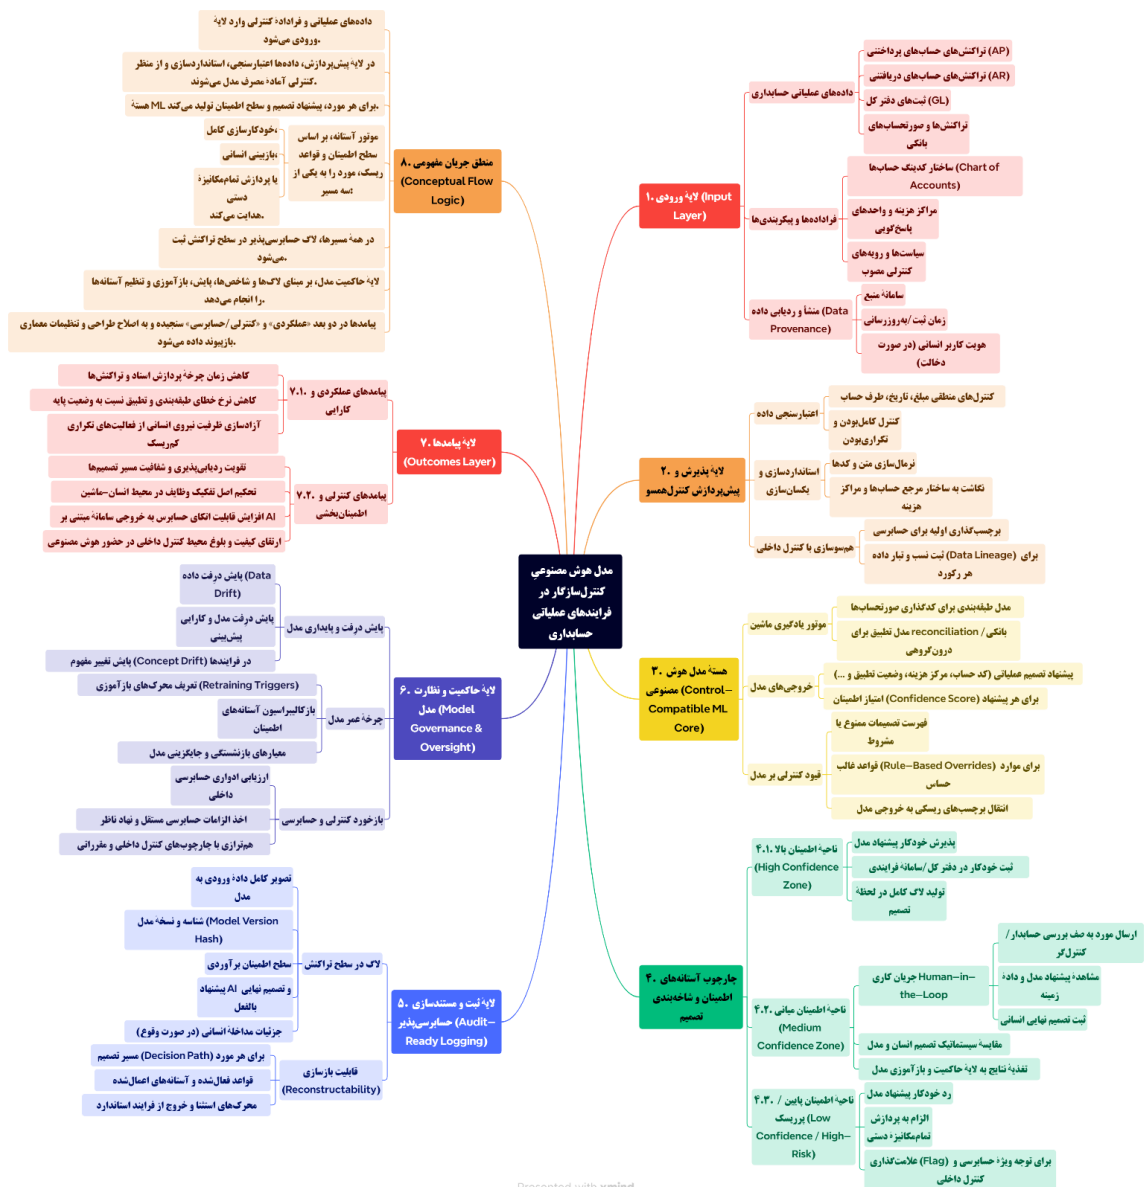 مدل هوش مصنوعیِ
کنترل‌سازگار در
فرایندهای عملیاتی
حسابداری
۱. لایهٔ ورودی (Input
Layer)
داده‌های عملیاتی حسابداری
تراکنش‌های حساب‌های پرداختنی (AP)
تراکنش‌های حساب‌های دریافتنی (AR)
ثبت‌های دفتر کل (GL)
تراکنش‌ها و صورتحساب‌های
بانکی
فراداده‌ها و پیکربندی‌ها
ساختار کدینگ حساب‌ها (Chart of
Accounts)
مراکز هزینه و واحدهای
پاسخ‌گویی
سیاست‌ها و رویه‌های
کنترلی مصوب
منشأ و ردیابی داده (Data
Provenance)
سامانهٔ منبع
زمان ثبت /به‌روزرسانی
هویت کاربر انسانی (در صورت
دخالت)
۲. لایهٔ پذیرش و
پیش‌پردازش کنترل‌همسو
اعتبارسنجی داده
کنترل‌های منطقی مبلغ، تاریخ، طرف حساب
کنترل کامل‌بودن و
تکراری‌بودن
استانداردسازی و
یکسان‌سازی
نرمال‌سازی متن و کدها
نگاشت به ساختار مرجع حساب‌ها و مراکز
هزینه
هم‌سوسازی با کنترل داخلی
برچسب‌گذاری اولیه برای حسابرسی
ثبت نسب و تبار داده (Data Lineage) برای
هر رکورد
۳. هستهٔ مدل هوش
مصنوعی (Control–
Compatible ML
Core)
موتور یادگیری ماشین
مدل طبقه‌بندی برای کدگذاری صورتحساب‌ها
مدل تطبیق برای reconciliation بانکی /
درون‌گروهی
خروجی‌های مدل
پیشنهاد تصمیم عملیاتی (کد حساب، مرکز هزینه، وضعیت تطبیق و ...)
امتیاز اطمینان (Confidence Score) برای هر پیشنهاد
قیود کنترلی بر مدل
فهرست تصمیمات ممنوع یا
مشروط
قواعد غالب (Rule–Based Overrides) برای موارد
حساس
انتقال برچسب‌های ریسکی به خروجی مدل
۴. چارچوب آستانه‌های
اطمینان و شاخه‌بندی
تصمیم
۴.۱. ناحیهٔ اطمینان بالا
(High Confidence
Zone)
پذیرش خودکار پیشنهاد مدل
ثبت خودکار در دفتر کل/سامانهٔ فرایندی
تولید لاگ کامل در لحظهٔ
تصمیم
۴.۲. ناحیهٔ اطمینان میانی
(Medium
Confidence Zone)
جریان کاری Human–in–
the–Loop
ارسال مورد به صف بررسی حسابدار/
کنترل‌گر
مشاهدهٔ پیشنهاد مدل و دادهٔ
زمینه
ثبت تصمیم نهایی انسانی
مقایسهٔ سیستماتیک تصمیم انسان و مدل
تغذیهٔ نتایج به لایهٔ حاکمیت و بازآموزی مدل
۴.۳. ناحیهٔ اطمینان پایین /
پرریسک (Low
Confidence / High–
Risk)
رد خودکار پیشنهاد مدل
الزام به پردازش
تمام‌مکانیزهٔ دستی
علامت‌گذاری (Flag) برای توجه ویژهٔ حسابرسی و
کنترل داخلی
۵. لایهٔ ثبت و مستندسازی
حسابرسی‌پذیر (Audit–
Ready Logging)
لاگ در سطح تراکنش
تصویر کامل دادهٔ ورودی به
مدل
شناسه و نسخهٔ مدل (Model Version
Hash)
سطح اطمینان برآوردی
پیشنهاد AI و تصمیم نهایی
بالفعل
جزئیات مداخلهٔ انسانی (در صورت وقوع)
قابلیت بازسازی
(Reconstructability)
مسیر تصمیم (Decision Path) برای هر مورد
قواعد فعال‌شده و آستانه‌های اعمال‌شده
محرک‌های استثنا و خروج از فرایند استاندارد
۶. لایهٔ حاکمیت و نظارت
مدل (Model
Governance &
Oversight)
پایش درفت و پایداری مدل
پایش درفت داده (Data
Drift)
پایش درفت مدل و کارایی
پیش‌بینی
پایش تغییر مفهوم (Concept Drift) در فرایندها
چرخهٔ عمر مدل
تعریف محرک‌های بازآموزی (Retraining Triggers)
بازکالیبراسیون آستانه‌های
اطمینان
معیارهای بازنشستگی و جایگزینی مدل
بازخورد کنترلی و حسابرسی
ارزیابی ادواری حسابرسی
داخلی
اخذ الزامات حسابرسی مستقل و نهاد ناظر
هم‌ترازی با چارچوب‌های کنترل داخلی و مقرراتی
۷. لایهٔ پیامدها
(Outcomes Layer)
۷.۱. پیامدهای عملکردی و
کارایی
کاهش زمان چرخهٔ پردازش اسناد و تراکنش‌ها
کاهش نرخ خطای طبقه‌بندی و تطبیق نسبت به وضعیت پایه
آزادسازی ظرفیت نیروی انسانی از فعالیت‌های تکراری
کم‌ریسک
۷.۲. پیامدهای کنترلی و
اطمینان‌بخشی
تقویت ردیابی‌پذیری و شفافیت مسیر تصمیم‌ها
تحکیم اصل تفکیک وظایف در محیط انسان–ماشین
افزایش قابلیت اتکای حسابرس به خروجی سامانهٔ مبتنی بر AI
ارتقای کیفیت و بلوغ محیط کنترل داخلی در حضور هوش مصنوعی
۸. منطق جریان مفهومی
(Conceptual Flow
Logic)
داده‌های عملیاتی و فرادادهٔ کنترلی وارد لایهٔ
ورودی می‌شود.
در لایهٔ پیش‌پردازش، داده‌ها اعتبارسنجی، استانداردسازی و از منظر
کنترلی آمادهٔ مصرف مدل می‌شوند.
هستهٔ ML برای هر مورد، پیشنهاد تصمیم و سطح اطمینان تولید می‌کند.
موتور آستانه، بر اساس
سطح اطمینان و قواعد
ریسک، مورد را به یکی از
سه مسیر:
خودکارسازی کامل،
بازبینی انسانی،
یا پردازش تمام‌مکانیزهٔ
دستی
هدایت می‌کند.
در همهٔ مسیرها، لاگ حسابرسی‌پذیر در سطح تراکنش ثبت
می‌شود.
لایهٔ حاکمیت مدل، بر مبنای لاگ‌ها و شاخص‌ها، پایش، بازآموزی و تنظیم آستانه‌ها
را انجام می‌دهد.
پیامدها در دو بعد «عملکردی» و «کنترلی/حسابرسی» سنجیده و به اصلاح طراحی و تنظیمات معماری
بازپیوند داده می‌شود.
Presented with xmind